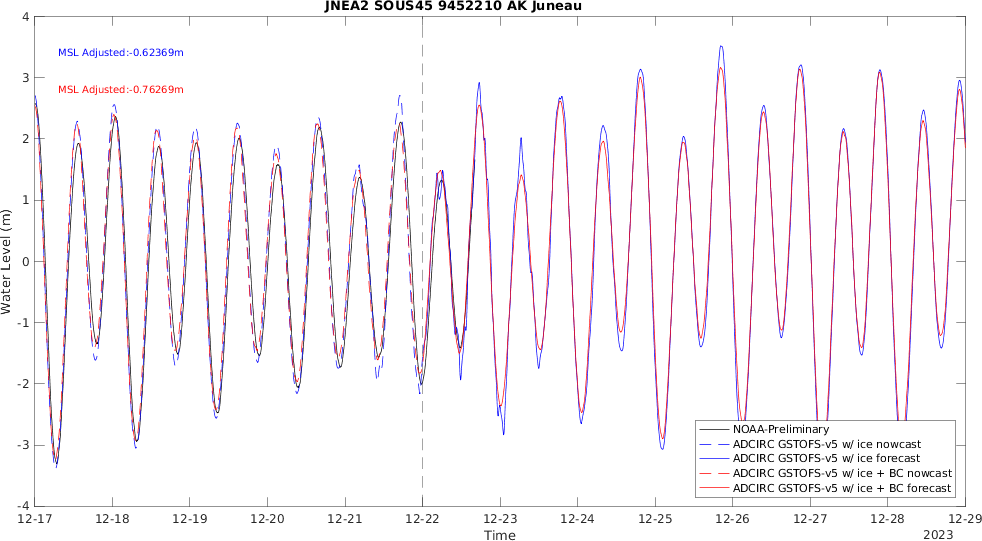 JNEA2 SOUS45 9452210 AK Juneau
MSL Adjusted:-0.62369m
MSL Adjusted:-0.76269m
Water Level (m)
4
3
2
1
0
-1
-2
-3
-4
NOAA-Preliminary
ADCIRC GSTOFS-v5 w/ ice nowcast
ADCIRC GSTOFS-v5 w/ ice forecast
ADCIRC GSTOFS-v5 w/ ice + BC nowcast
ADCIRC GSTOFS-v5 w/ ice + BC forecast
12-17 12-18 12-19 12-20 12-21 12-22 12-23 12-24 12-25 12-26 12-27 12-28 12-29
Time
2023